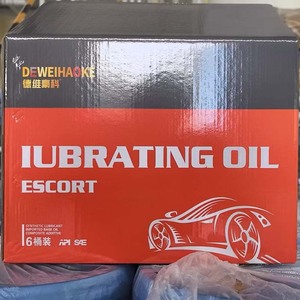 DEWEIHAOKE
德维豪科
IUBRATING OIL
ESCORT
SYNTHETIC LUBRICANT
IMPORTED BASE OIL
COMPOSITE ADDITIVE
6桶装 API SAE